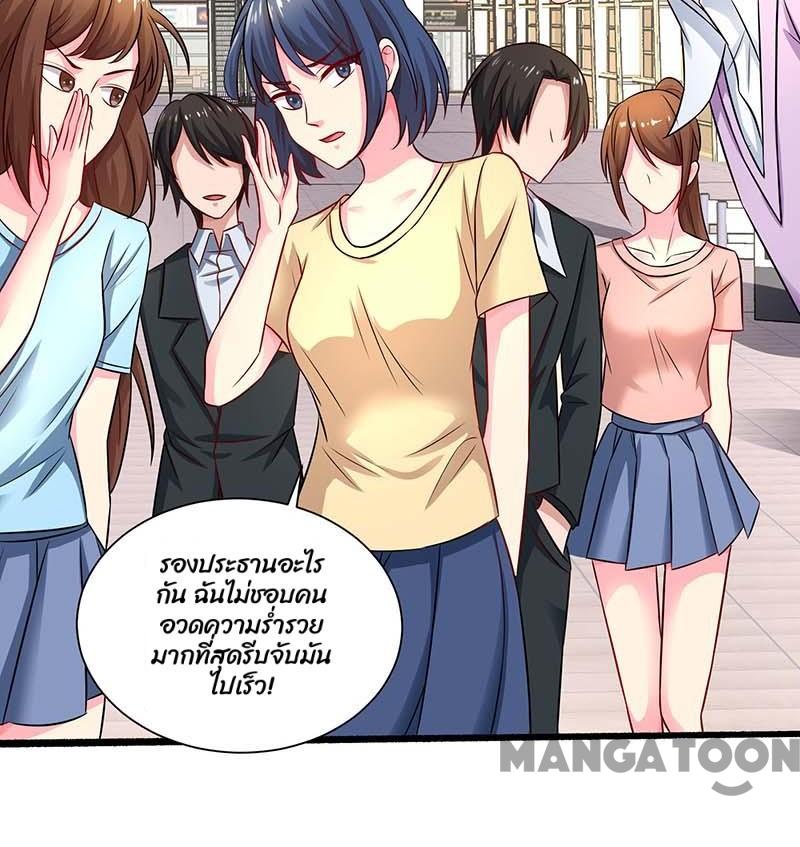 รองประธานอะไร
กัน ฉันไม่ชอบคน
อวดความร่ำรวย
มากที่สุดรีบจับมัน
ไปเร็ว!
MANGATOON